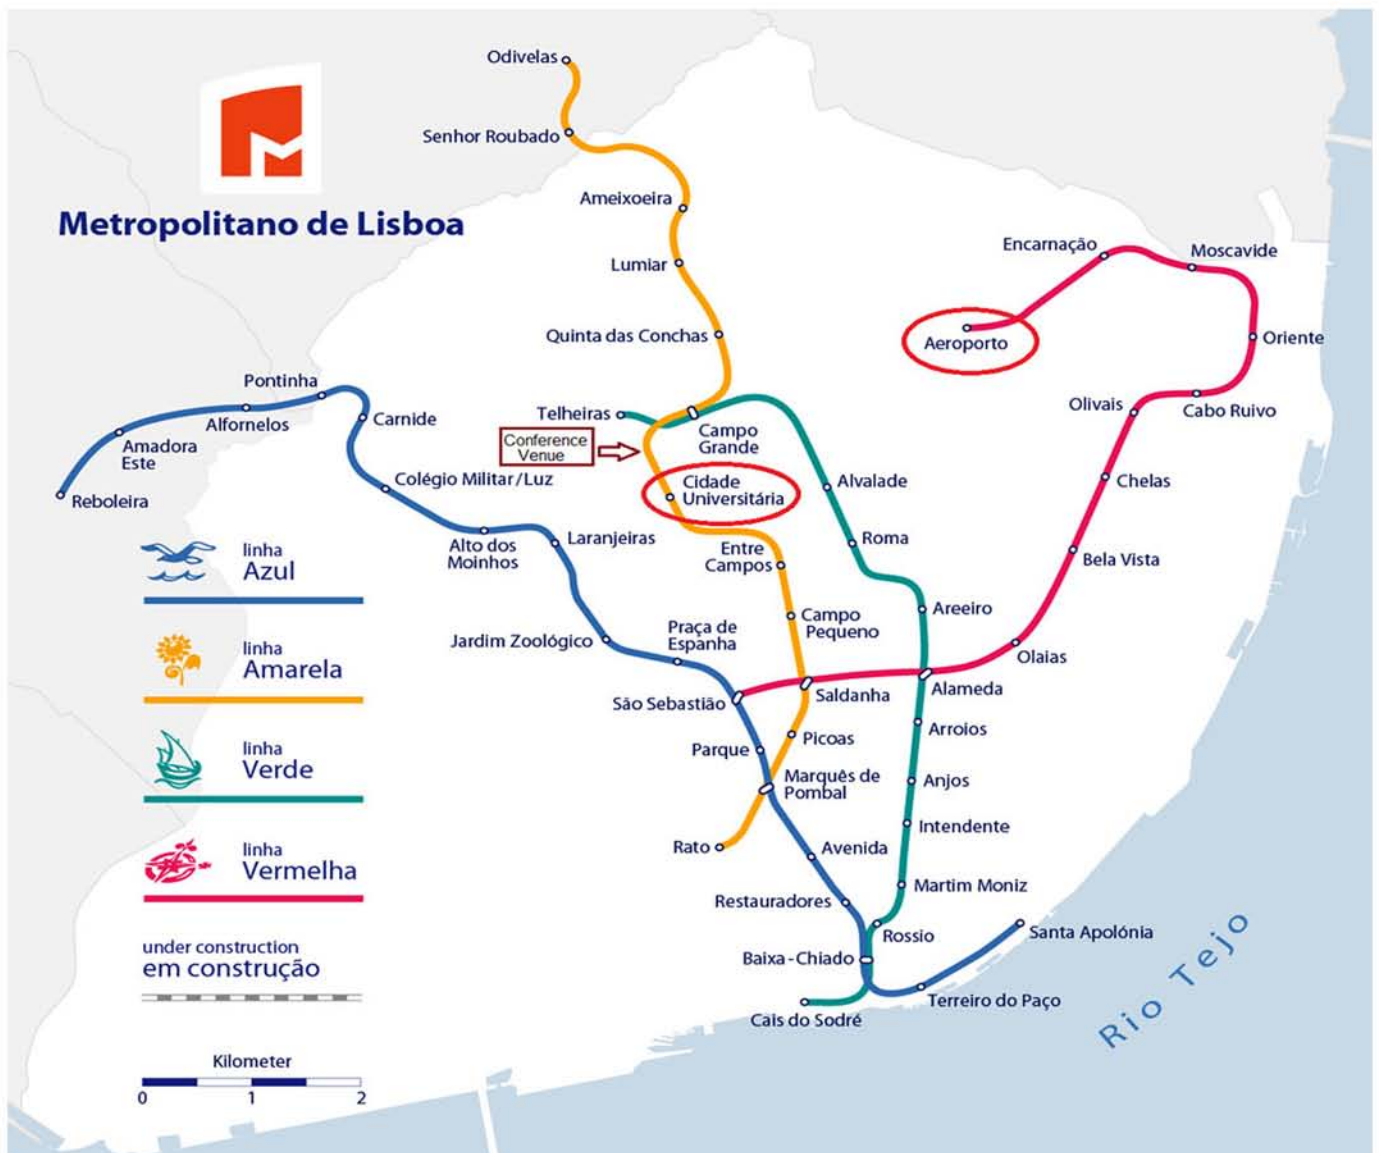 Odivelas
Senhor Roubado
Ameixoeira
Metropolitano de Lisboa
Lumiar
Encarnação
Moscavide
Quinta das Conchas
Aeroporto
Oriente
Pontinha
Alfornelos
Carnide
Amadora
Este
Reboleira
Telheiras
Campo
Grande
Conference
Venue
Olivais
Cabo Ruivo
Colégio Militar/Luz
Cidade
Universitária
Alvalade
Chelas
Alto dos
Moinhos
Laranjeiras
Entre
Campos
Roma
Bela Vista
linha
Azul
Jardim Zoológico
Praça de
Espanha
Campo
Pequeno
Areeiro
Olaias
linha
Amarela
São Sebastião
Saldanha
Alameda
Parque
Picoas
Arroios
linha
Verde
Marquês de
Pombal
Anjos
Rato
Avenida
Intendente
linha
Vermelha
Restauradores
Martim Moniz
Rossio
Santa Apolónia
under construction
em construção
Baixa-Chiado
Terreiro do Paço
Cais do Sodré
Rio Tejo
Kilometer
0 1 2